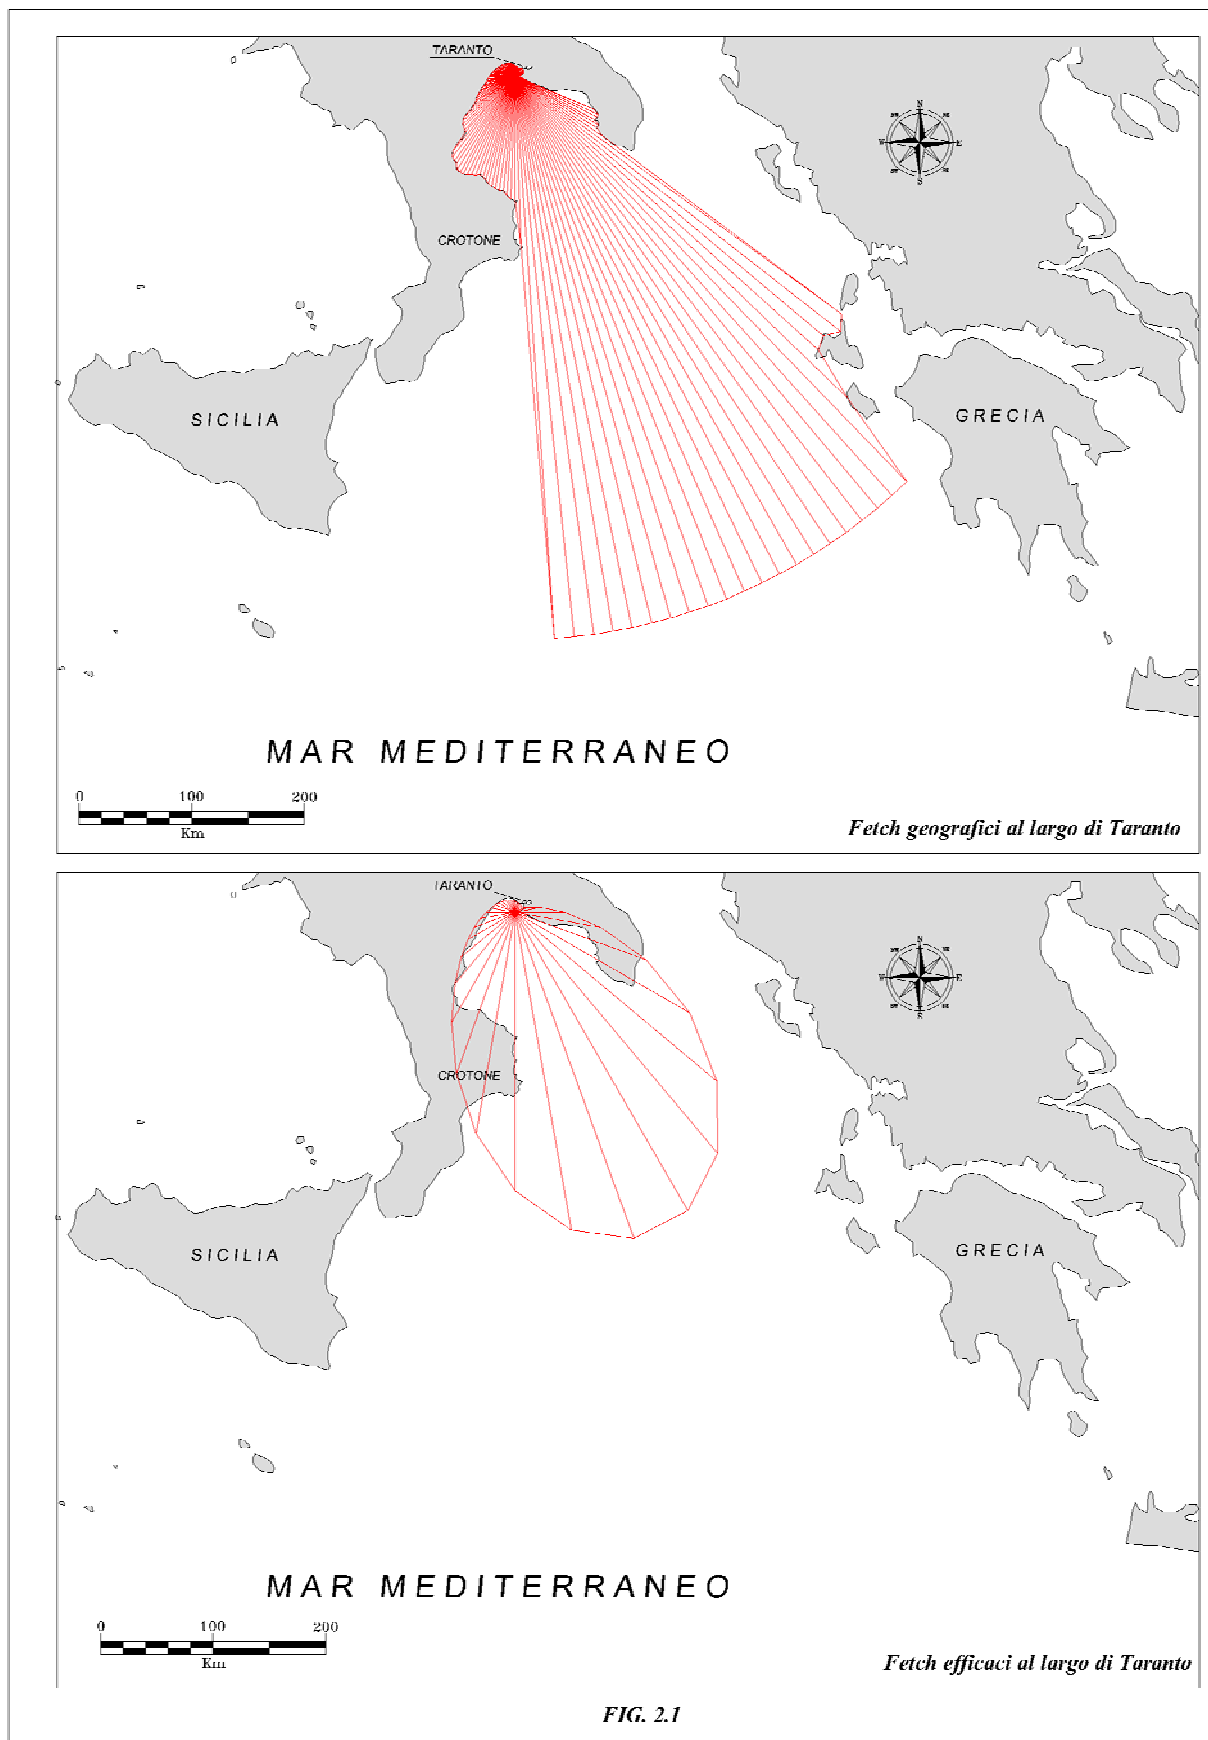 TARANTO
N
W
E
S
CROTONE
SICILIA
GRECIA
MAR MEDITERRANEO
0 100 200
Km
Fetch geografici al largo di Taranto
TARANTO
N
W
E
S
CROTONE
SICILIA
GRECIA
MAR MEDITERRANEO
0 100 200
Km
Fetch efficaci al largo di Taranto
FIG. 2.1